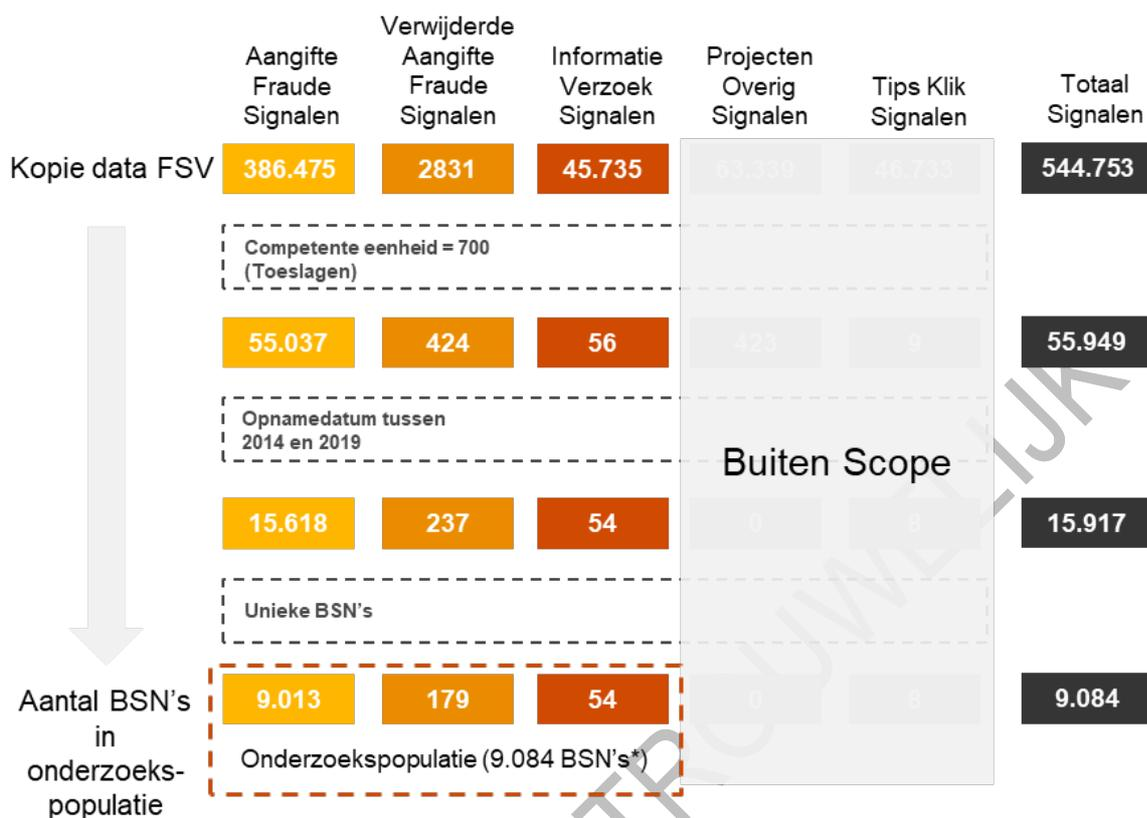 Aangifte
Fraude
Signalen
Verwijderde
Aangifte
Fraude
Signalen
Informatie
Verzoek
Signalen
Projecten
Overig
Signalen
Tips Klik
Signalen
Totaal
Signalen
Kopie data FSV
386.475
2831
45.735
63.339
544.753
Competente eenheid = 700
(Toeslagen)
55.037
424
56
423
9
55.949
Opnamedatum tussen
2014 en 2019
Buiten Scope
15.618
237
54
0
8
15.917
Unieke BSN's
Aantal BSN's
in
onderzoeks-
populatie
9.013
179
54
0
8
9.084
Onderzoekspopulatie (9.084 BSN's*)
TROUWELIJK